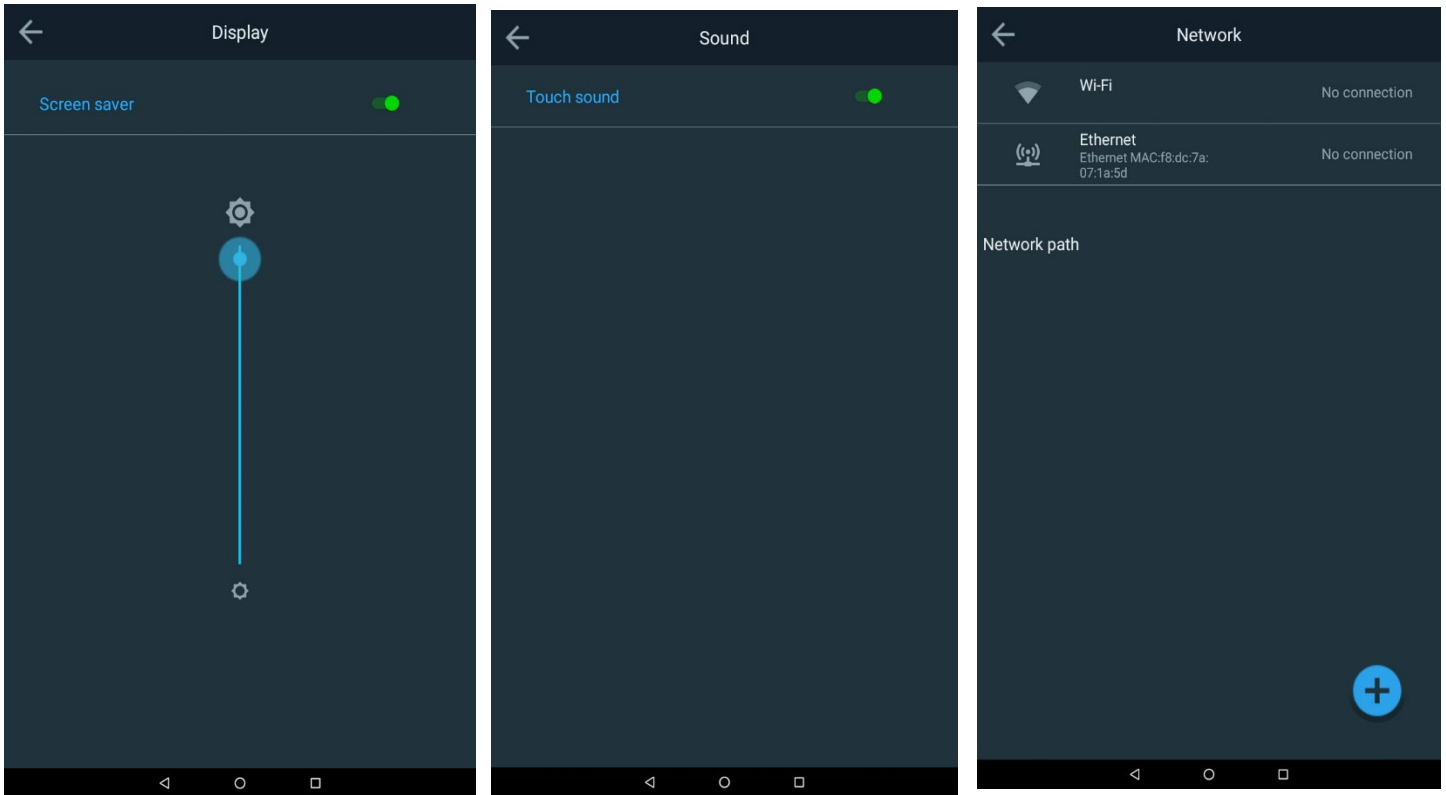 Display
Screen saver
Sound
Touch sound
Network
Wi-Fi
No connection
Ethernet
Ethernet MAC:f8:dc:7a:
07:1a:5d
No connection
Network path